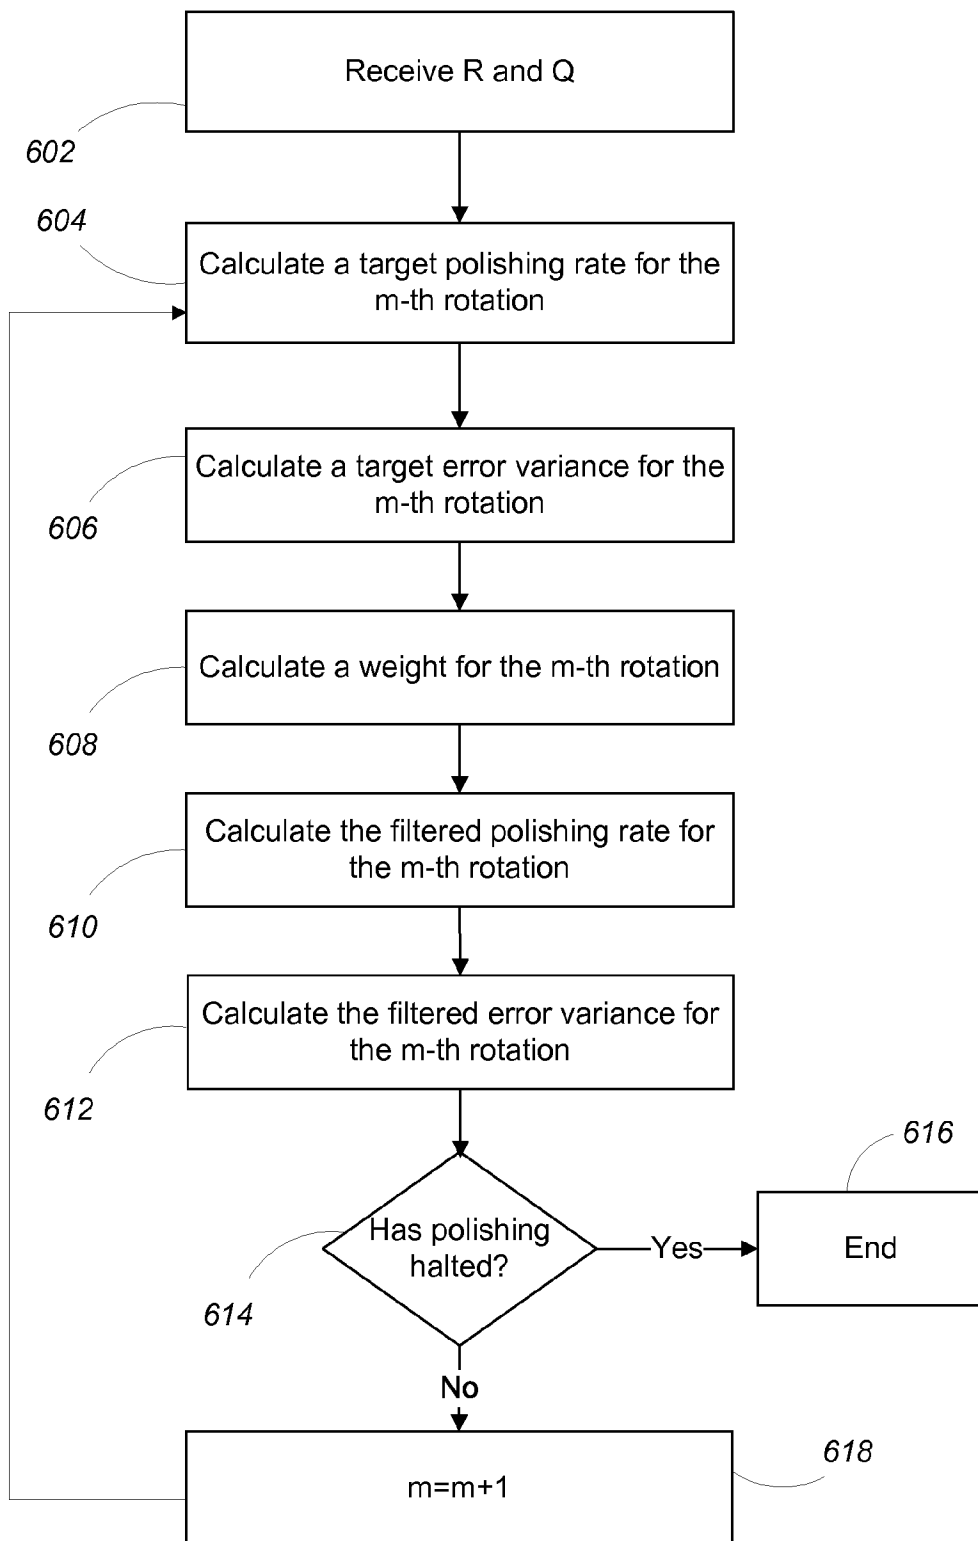 Receive R and Q
602
604
Calculate a target polishing rate for the
m-th rotation
Calculate a target error variance for the
m-th rotation
606
Calculate a weight for the m-th rotation
608
Calculate the filtered polishing rate for
the m-th rotation
610
Calculate the filtered error variance for
the m-th rotation
612
616
Has polishing
halted?
Yes
End
614
No
618
m=m+1